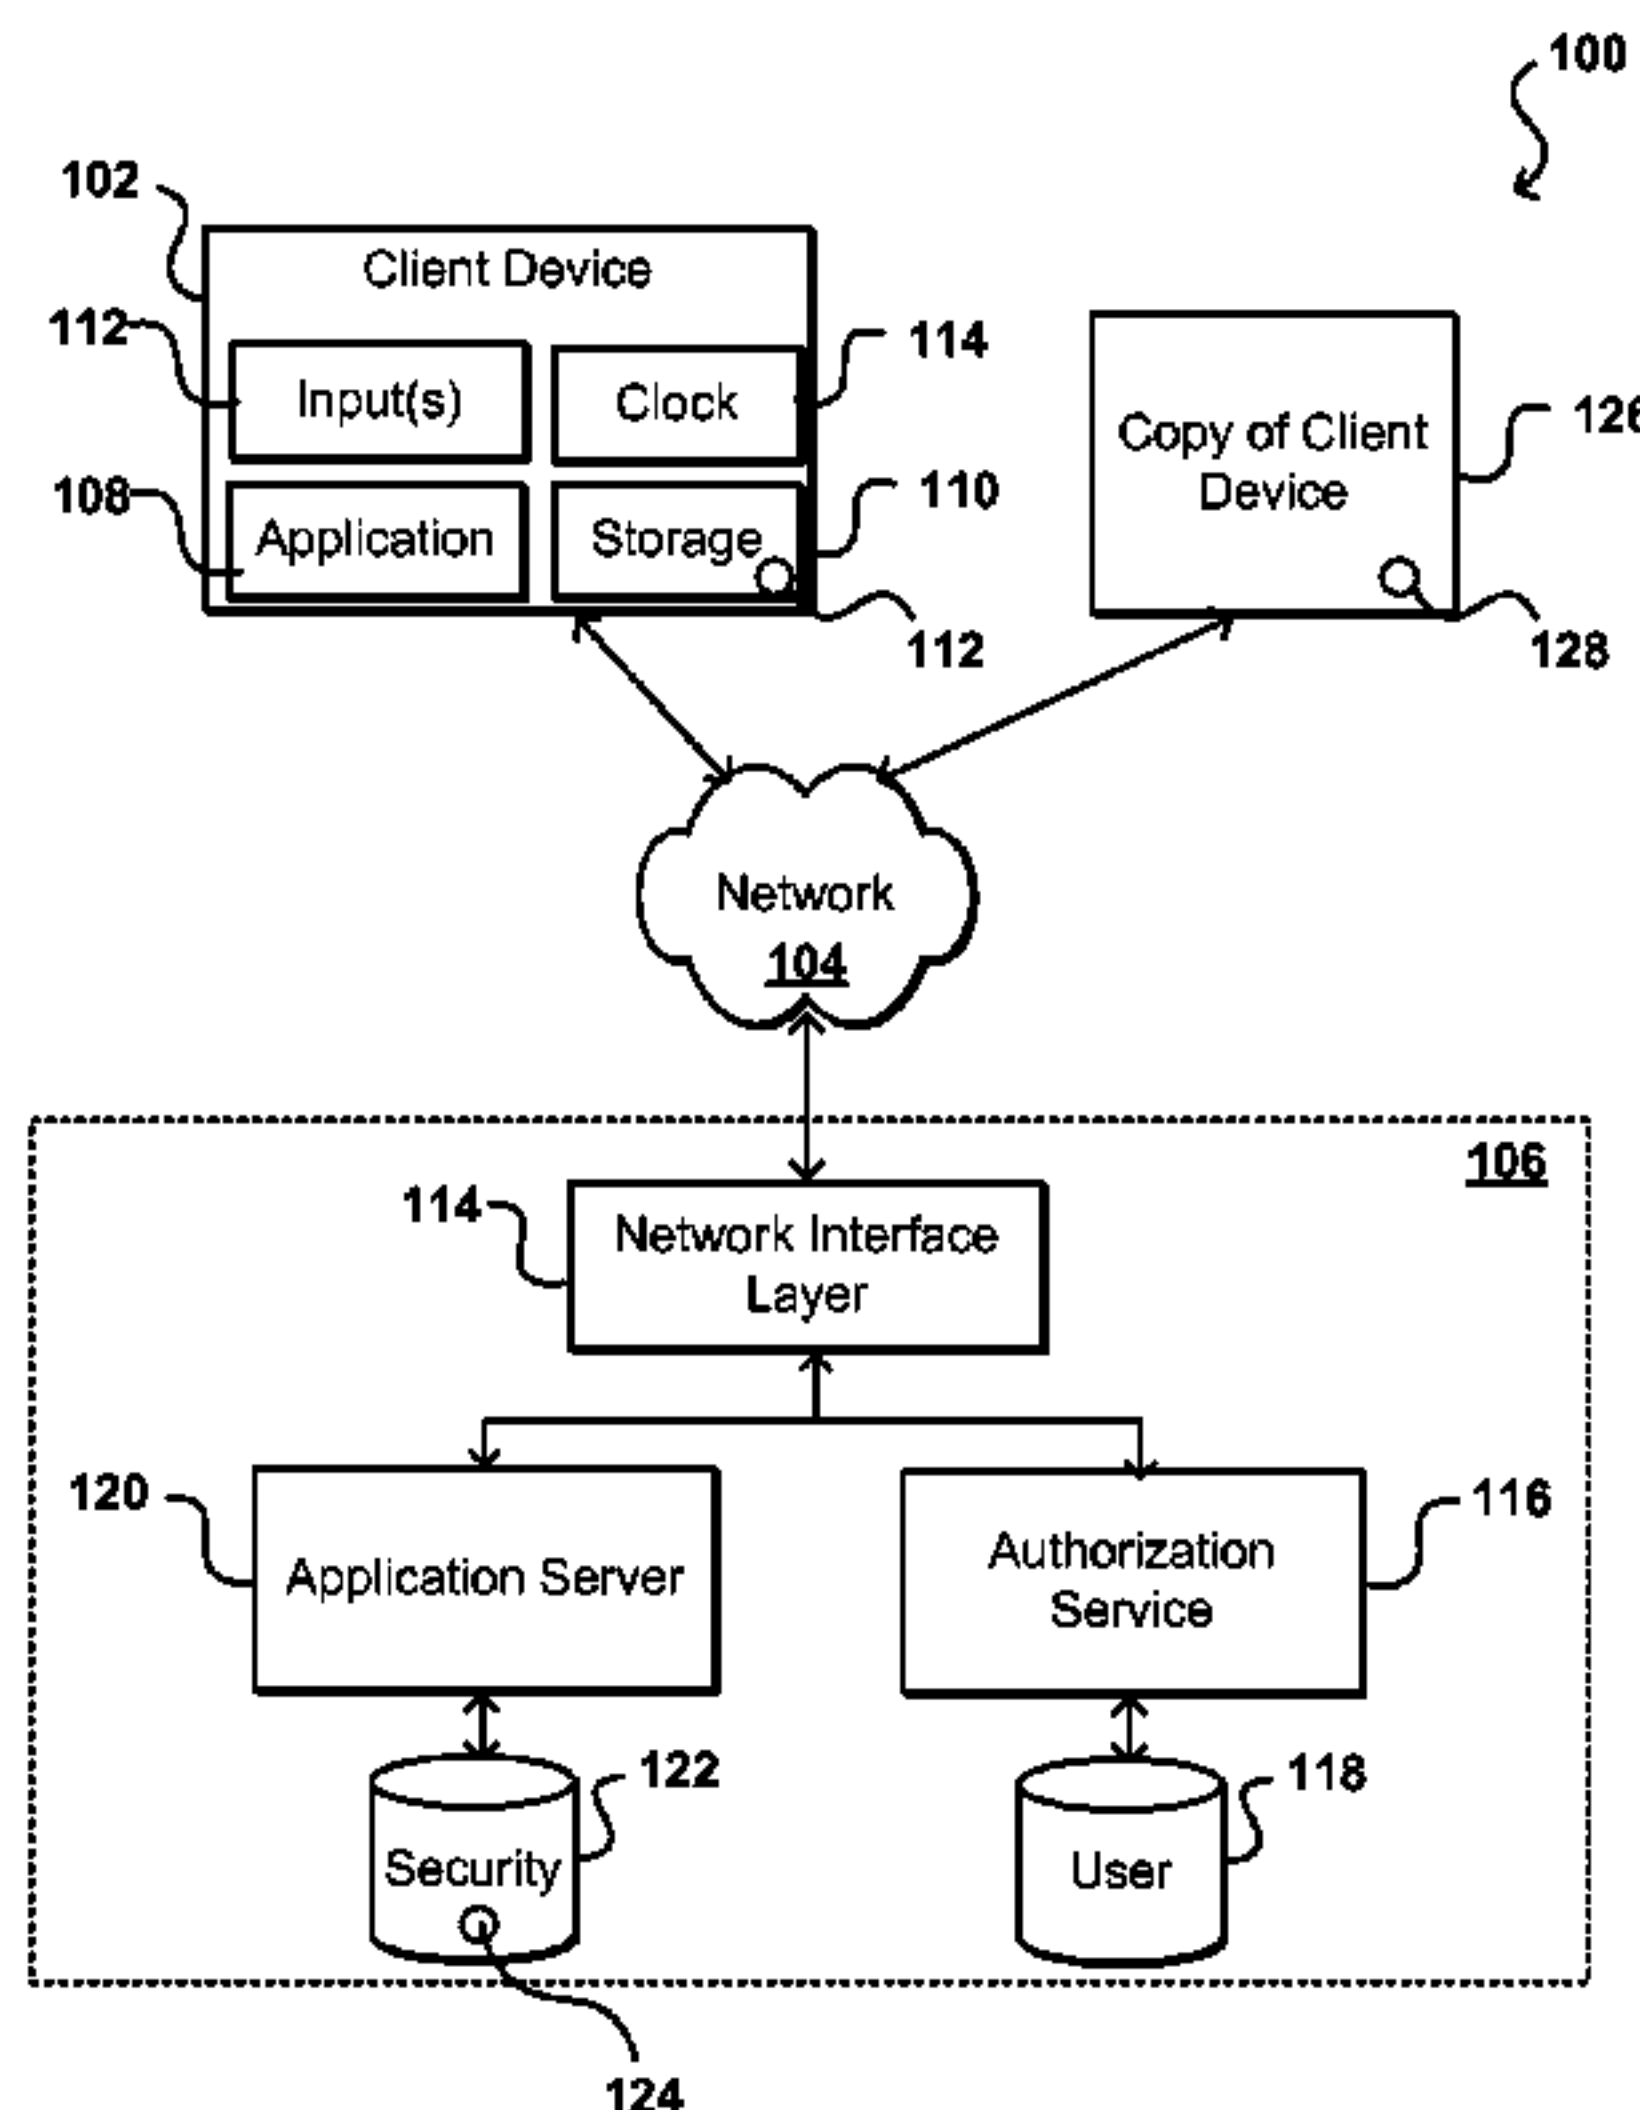 100
102
Client Device
112
Input(s)
Clock
114
108
Application
Storage
110
112
Copy of Client
Device
126
128
Network
104
106
114
Network Interface
Layer
120
Application Server
Authorization
Service
116
Security
122
User
118
124